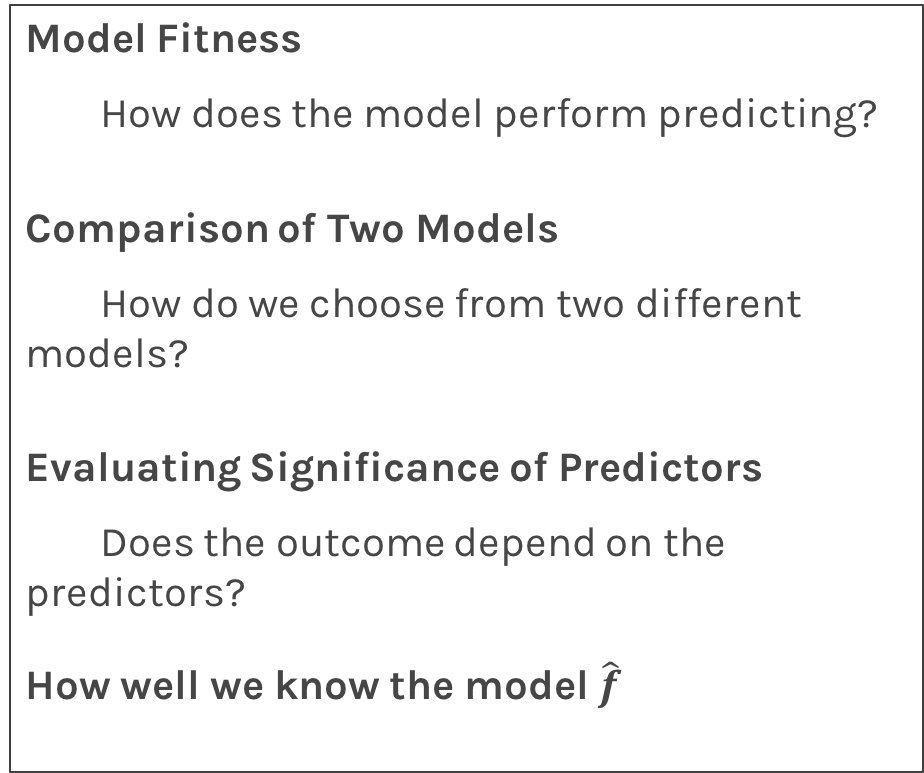 Model Fitness
How does the model perform predicting?
Comparison of Two Models
How do we choose from two different
models?
Evaluating Significance of Predictors
Does the outcome depend on the
predictors?
How well we know the model f̂